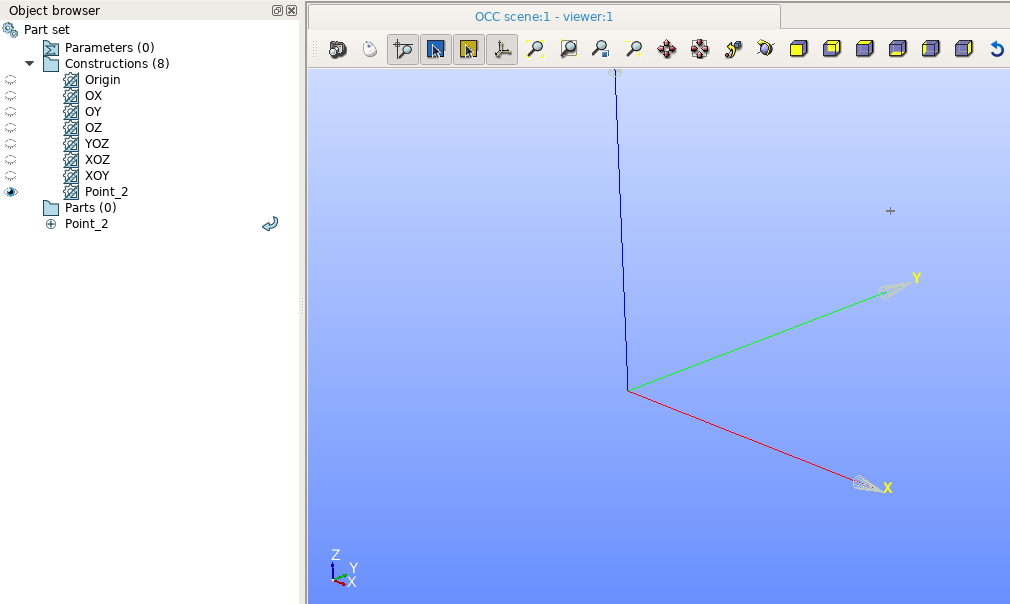 Object browser
Part set
Parameters (0)
Constructions (8)
Origin
OX
OY
OZ
YOZ
XOZ
XOY
Point_2
Parts (0)
Point_2
OCC scene:1 - viewer:1
Y
X
Z
Y
X